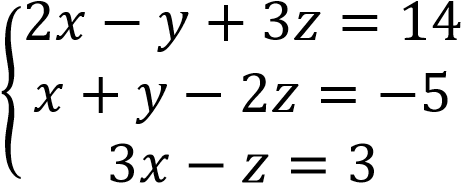 2x − y + 3z = 14
x + y − 2z = −5
3x − z = 3